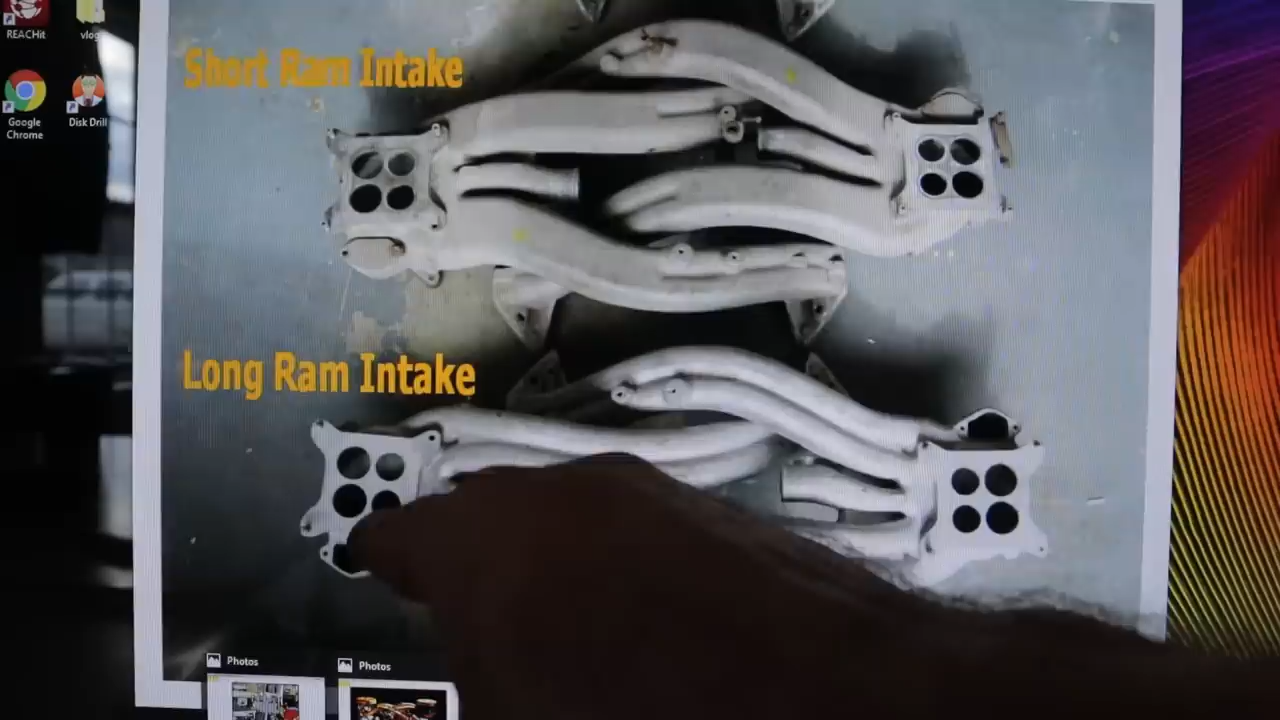 REACHit
vlog
Google
Chrome
Disk Drill
Short Ram Intake
Long Ram Intake
Photos
Photos